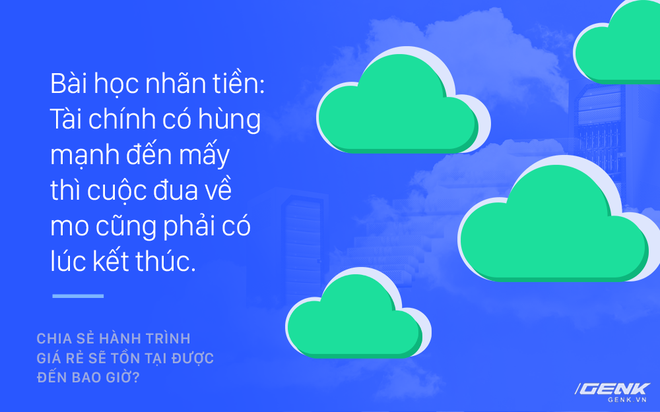 Bài học nhãn tiền:
Tài chính có hùng
mạnh đến mấy
thì cuộc đua về
mo cũng phải có
lúc kết thúc.
CHIA SẺ HÀNH TRÌNH
GIÁ RẺ SẼ TỒN TẠI ĐƯỢC
ĐẾN BAO GIỜ?
GENK
GENK.VN